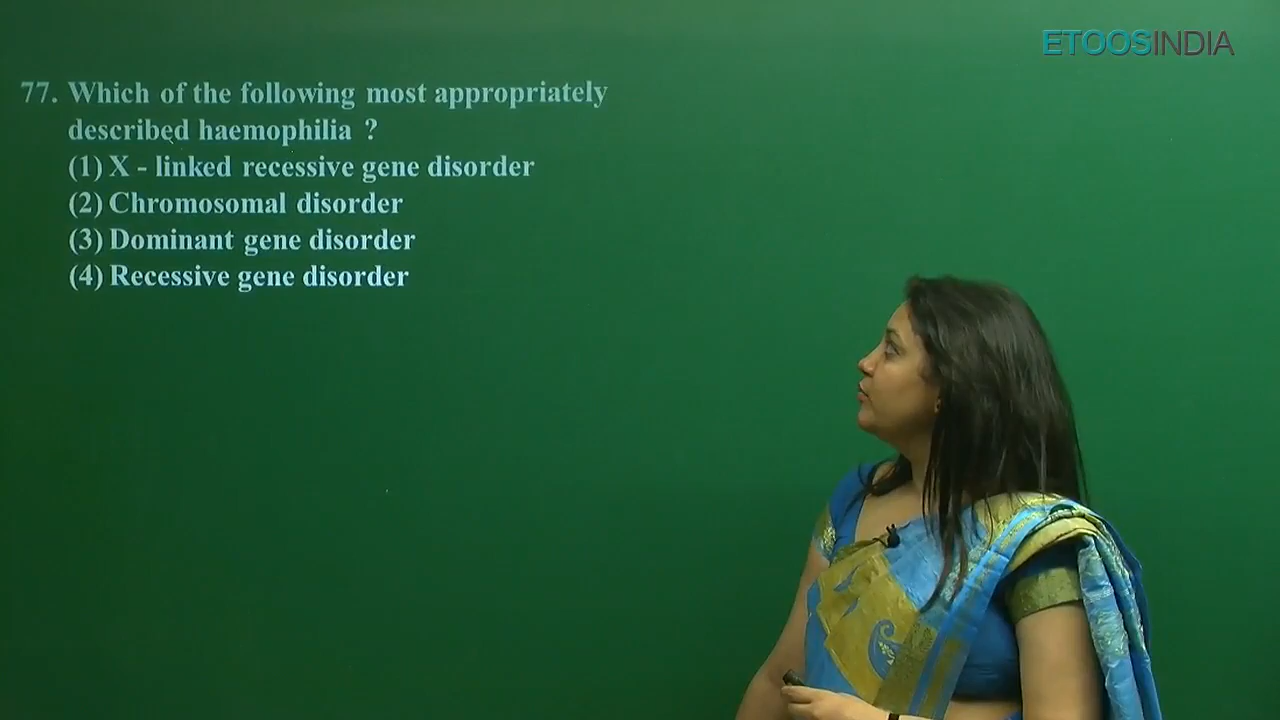 ETOOSINDIA
77. Which of the following most appropriately
described haemophilia ?
(1) X - linked recessive gene disorder
(2) Chromosomal disorder
(3) Dominant gene disorder
(4) Recessive gene disorder